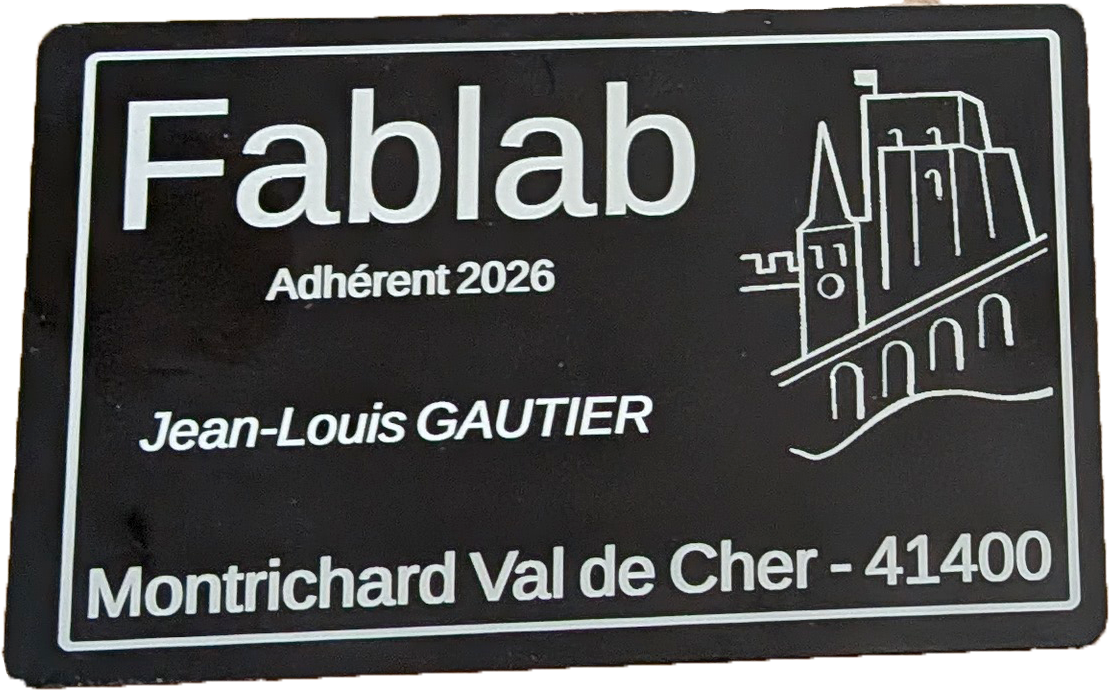 Fablab
Adhérent 2026
Jean-Louis GAUTIER
Montrichard Val de Cher - 41400